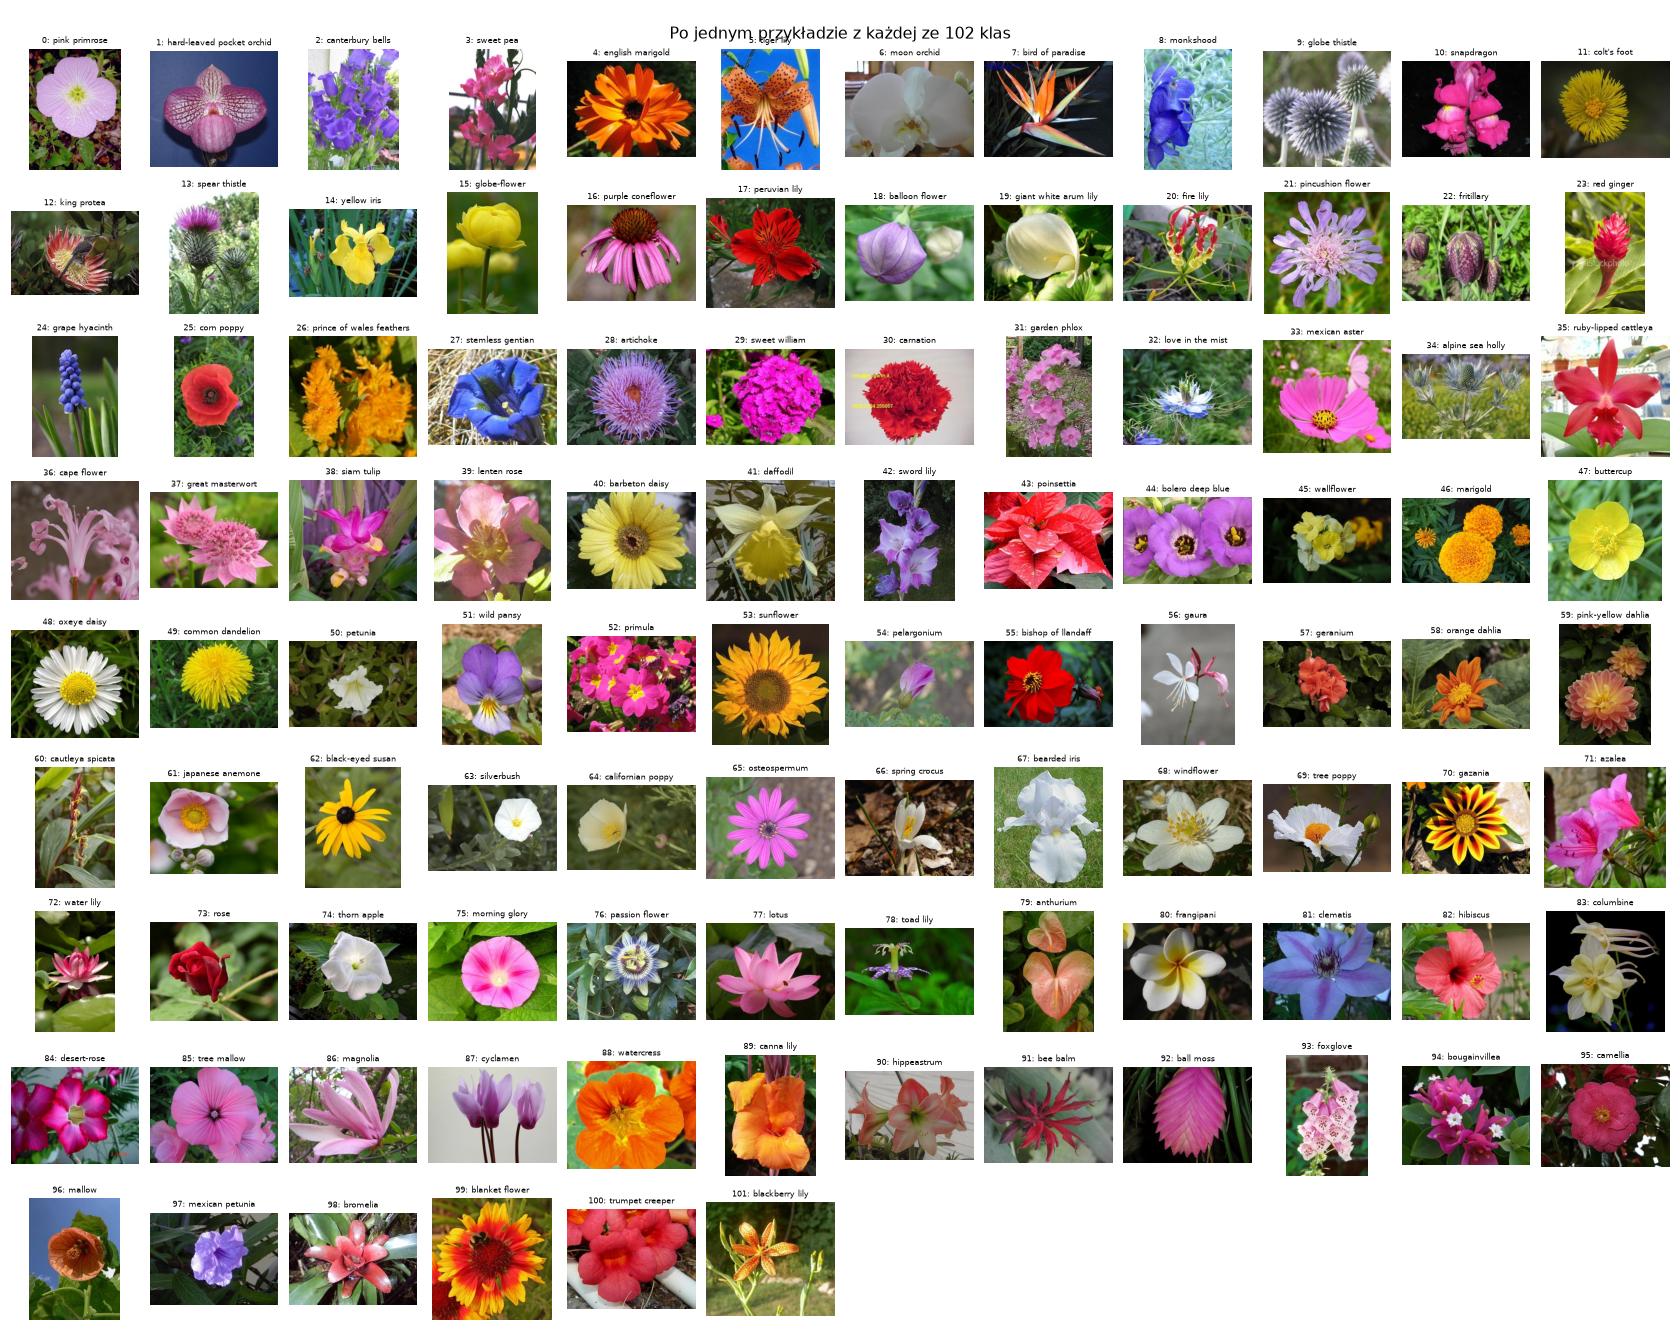 Po jednym przykładzie z każdej ze 102 klas
0: pink primrose
1: hard-leaved pocket orchid
2: canterbury bells
3: sweet pea
4: english marigold
5: tiger lily
6: moon orchid
7: bird of paradise
8: monkshood
9: globe thistle
10: snapdragon
11: colt's foot
12: king protea
13: spear thistle
14: yellow iris
15: globe-flower
16: purple coneflower
17: peruvian lily
18: balloon flower
19: giant white arum lily
20: fire lily
21: pincushion flower
22: fritillary
23: red ginger
24: grape hyacinth
25: corn poppy
26: prince of wales feathers
27: stemless gentian
28: artichoke
29: sweet william
30: carnation
31: garden phlox
32: love in the mist
33: mexican aster
34: alpine sea holly
35: ruby-lipped cattleya
36: cape flower
37: great masterwort
38: siam tulip
39: lenten rose
40: barbeton daisy
41: daffodil
42: sword lily
43: poinsettia
44: bolero deep blue
45: wallflower
46: marigold
47: buttercup
48: oxeye daisy
49: common dandelion
50: petunia
51: wild pansy
52: primula
53: sunflower
54: pelargonium
55: bishop of llandaff
56: gaura
57: geranium
58: orange dahlia
59: pink-yellow dahlia
60: cautleya spicata
61: japanese anemone
62: black-eyed susan
63: silverbush
64: californian poppy
65: osteospermum
66: spring crocus
67: bearded iris
68: windflower
69: tree poppy
70: gazania
71: azalea
72: water lily
73: rose
74: thorn apple
75: morning glory
76: passion flower
77: lotus
78: toad lily
79: anthurium
80: frangipani
81: clematis
82: hibiscus
83: columbine
84: desert-rose
85: tree mallow
86: magnolia
87: cyclamen
88: watercress
89: canna lily
90: hippeastrum
91: bee balm
92: ball moss
93: foxglove
94: bougainvillea
95: camellia
96: mallow
97: mexican petunia
98: bromelia
99: blanket flower
100: trumpet creeper
101: blackberry lily